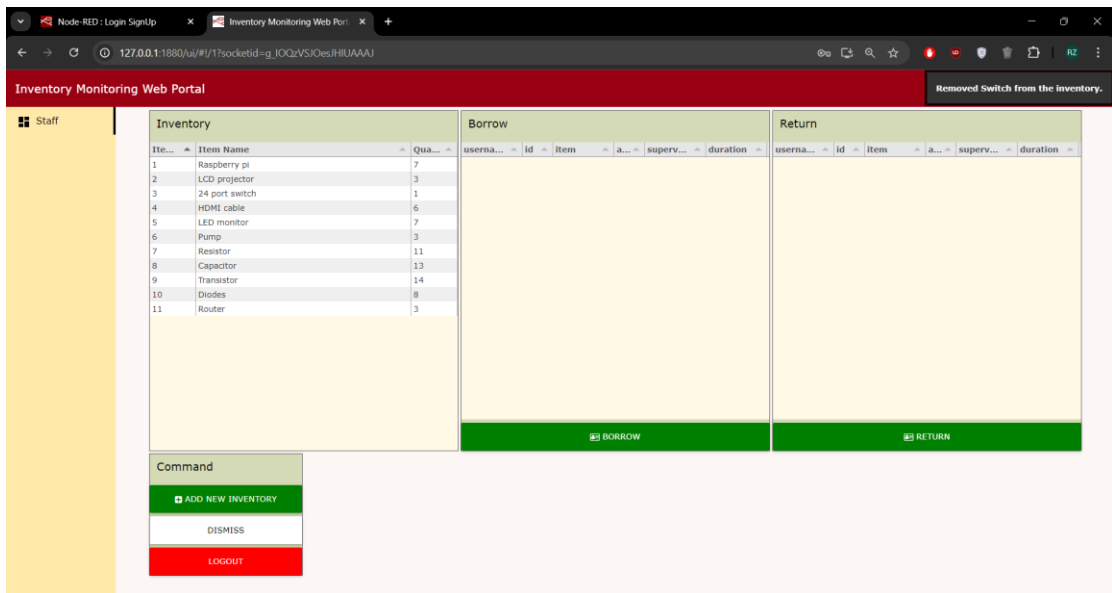 Node-RED : Login SignUp
Inventory Monitoring Web Port
127.0.0.1:1880/ui/#!/1?socketid=g_IOQzVSJOesJHIUAAAJ
RZ
Inventory Monitoring Web Portal
Removed Switch from the inventory.
Staff
Inventory
Ite... Item Name Qua...
1 Raspberry pi 7
2 LCD projector 3
3 24 port switch 1
4 HDMI cable 6
5 LED monitor 7
6 Pump 3
7 Resistor 11
8 Capacitor 13
9 Transistor 14
10 Diodes 8
11 Router 3
Borrow
userna... id item a... superv... duration
BORROW
Return
userna... id item a... superv... duration
RETURN
Command
ADD NEW INVENTORY
DISMISS
LOGOUT